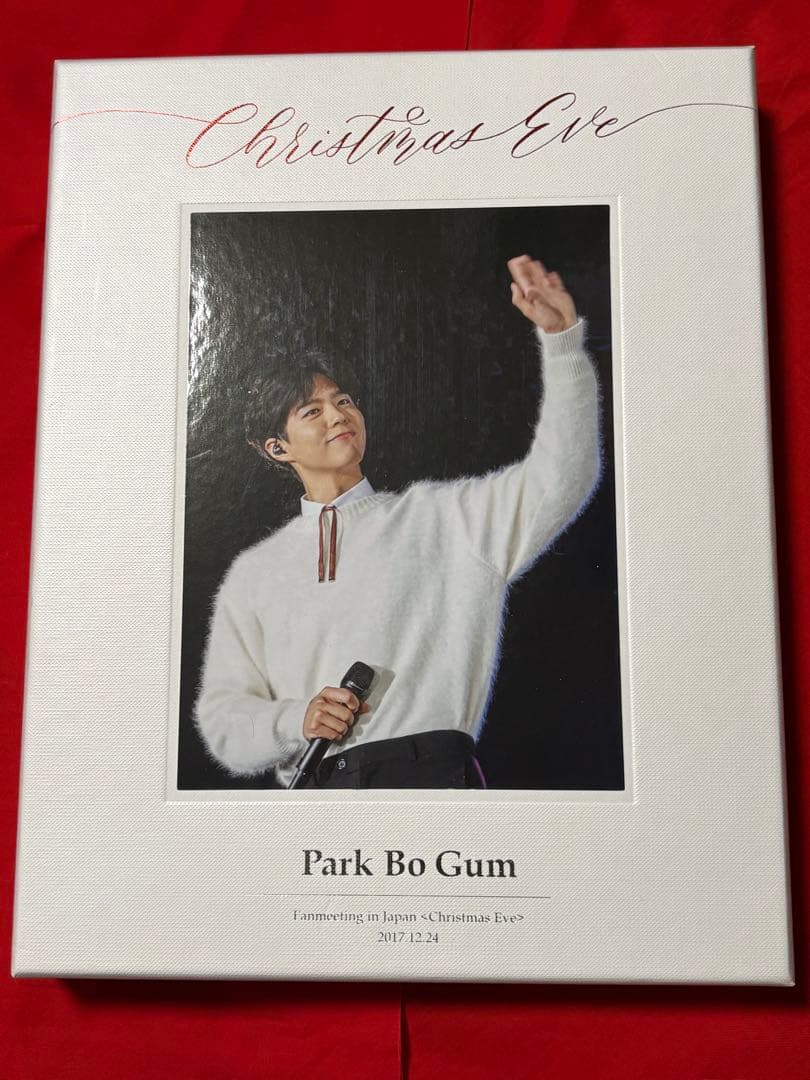 Christmas Eve
Park Bo Gum
Fanmeeting in Japan <Christmas Eve>
2017.12.24